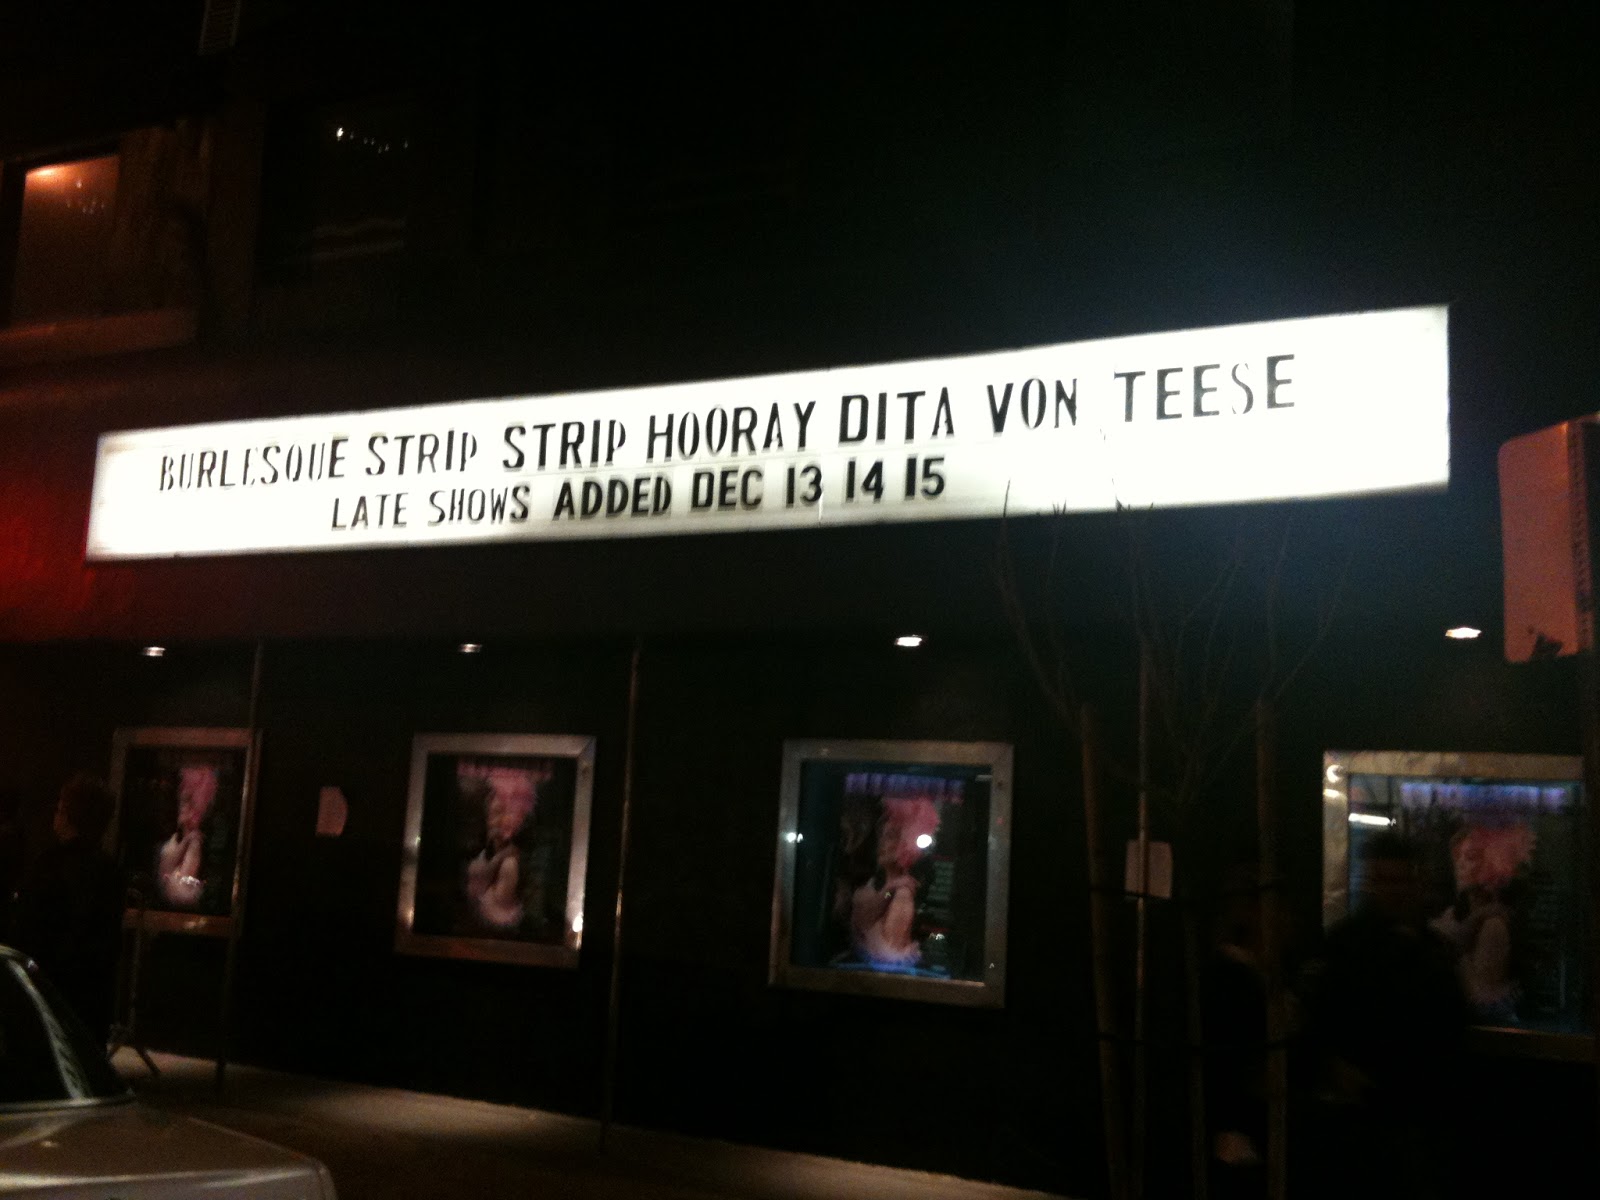 BURLESQUE STRIP STRIP HOORAY DITA VON TEESE
LATE SHOWS ADDED DEC 13 14 15